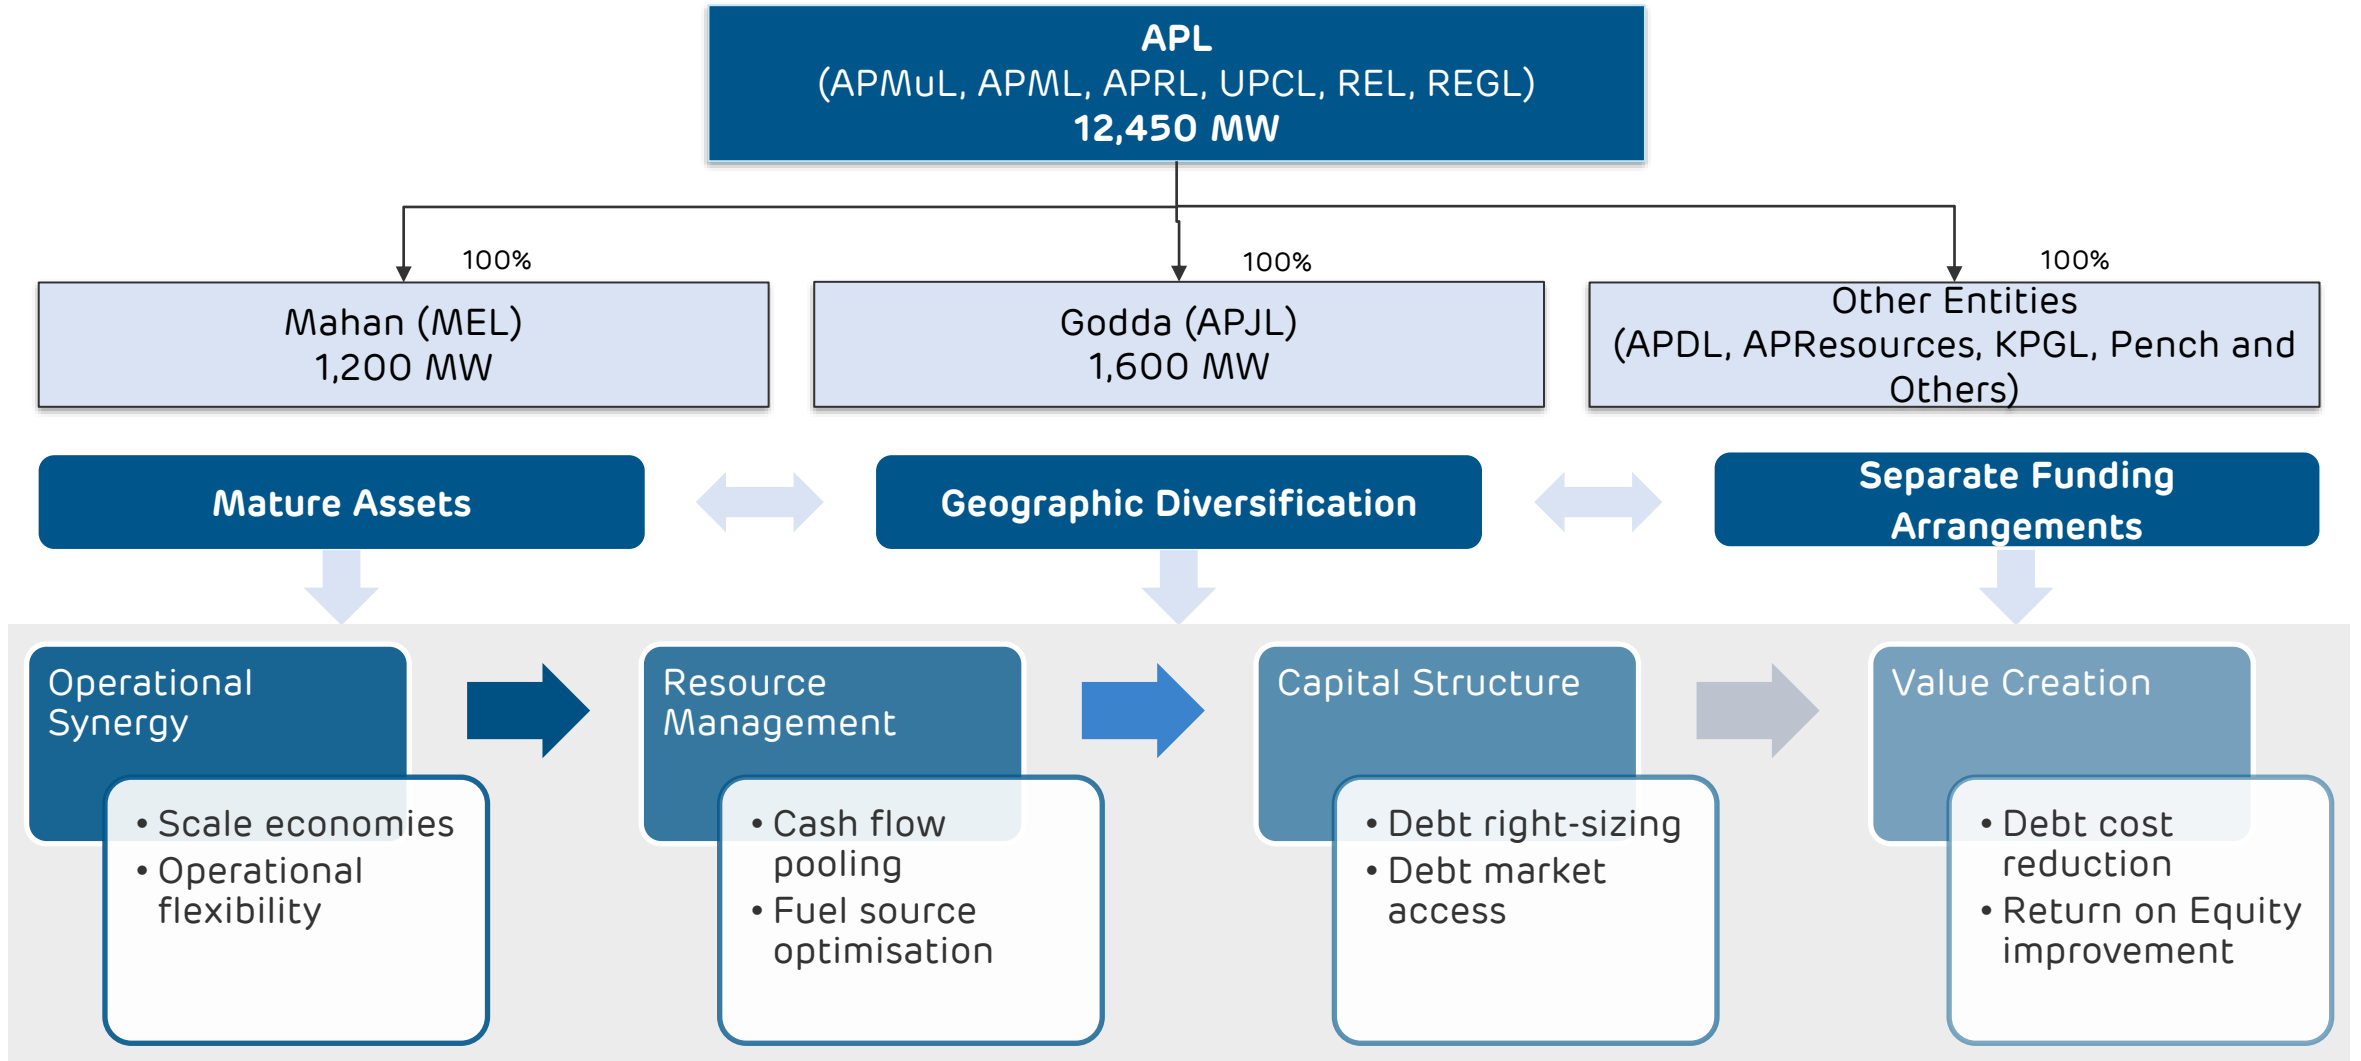 APL
(APMuL, APML, APRL, UPCL, REL, REGL)
12,450 MW
100%
100%
100%
Mahan (MEL)
1,200 MW
Godda (APJL)
1,600 MW
Other Entities
(APDL, APResources, KPGL, Pench and
Others)
Mature Assets
Geographic Diversification
Separate Funding
Arrangements
Operational
Synergy
• Scale economies
• Operational
flexibility
Resource
Management
• Cash flow
pooling
• Fuel source
optimisation
Capital Structure
• Debt right-sizing
• Debt market
access
Value Creation
• Debt cost
reduction
• Return on Equity
improvement